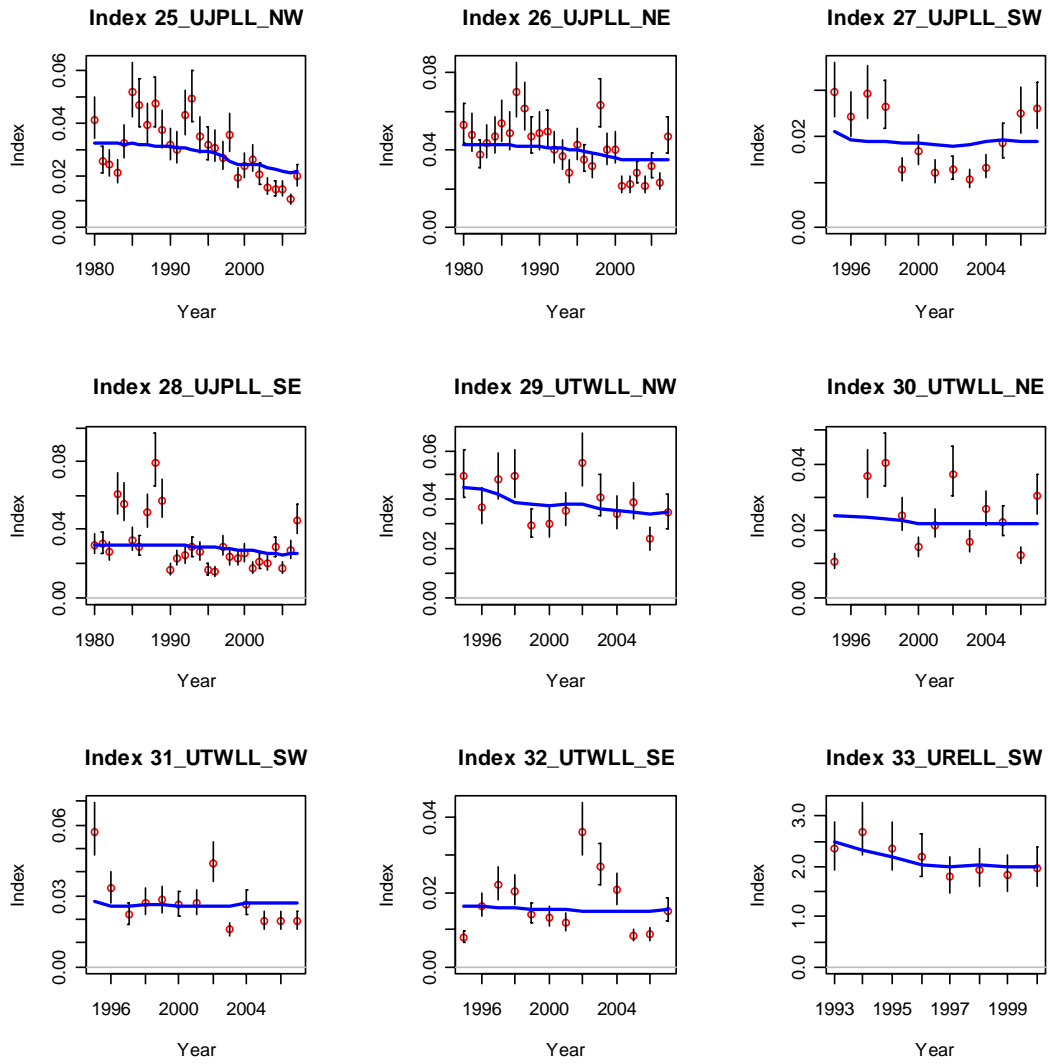 Index 25_UJPLL_NW
Index
0.00 0.02 0.04 0.06
1980 1990 2000
Year
Index 26_UJPLL_NE
Index
0.00 0.04 0.08
1980 1990 2000
Year
Index 27_UJPLL_SW
Index
0.00 0.02
1996 2000 2004
Year
Index 28_UJPLL_SE
Index
0.00 0.04 0.08
1980 1990 2000
Year
Index 29_UTWLL_NW
Index
0.00 0.02 0.04 0.06
1996 2000 2004
Year
Index 30_UTWLL_NE
Index
0.00 0.02 0.04
1996 2000 2004
Year
Index 31_UTWLL_SW
Index
0.00 0.03 0.06
1996 2000 2004
Year
Index 32_UTWLL_SE
Index
0.00 0.02 0.04
1996 2000 2004
Year
Index 33_URELL_SW
Index
0.0 1.0 2.0 3.0
1993 1995 1997 1999
Year